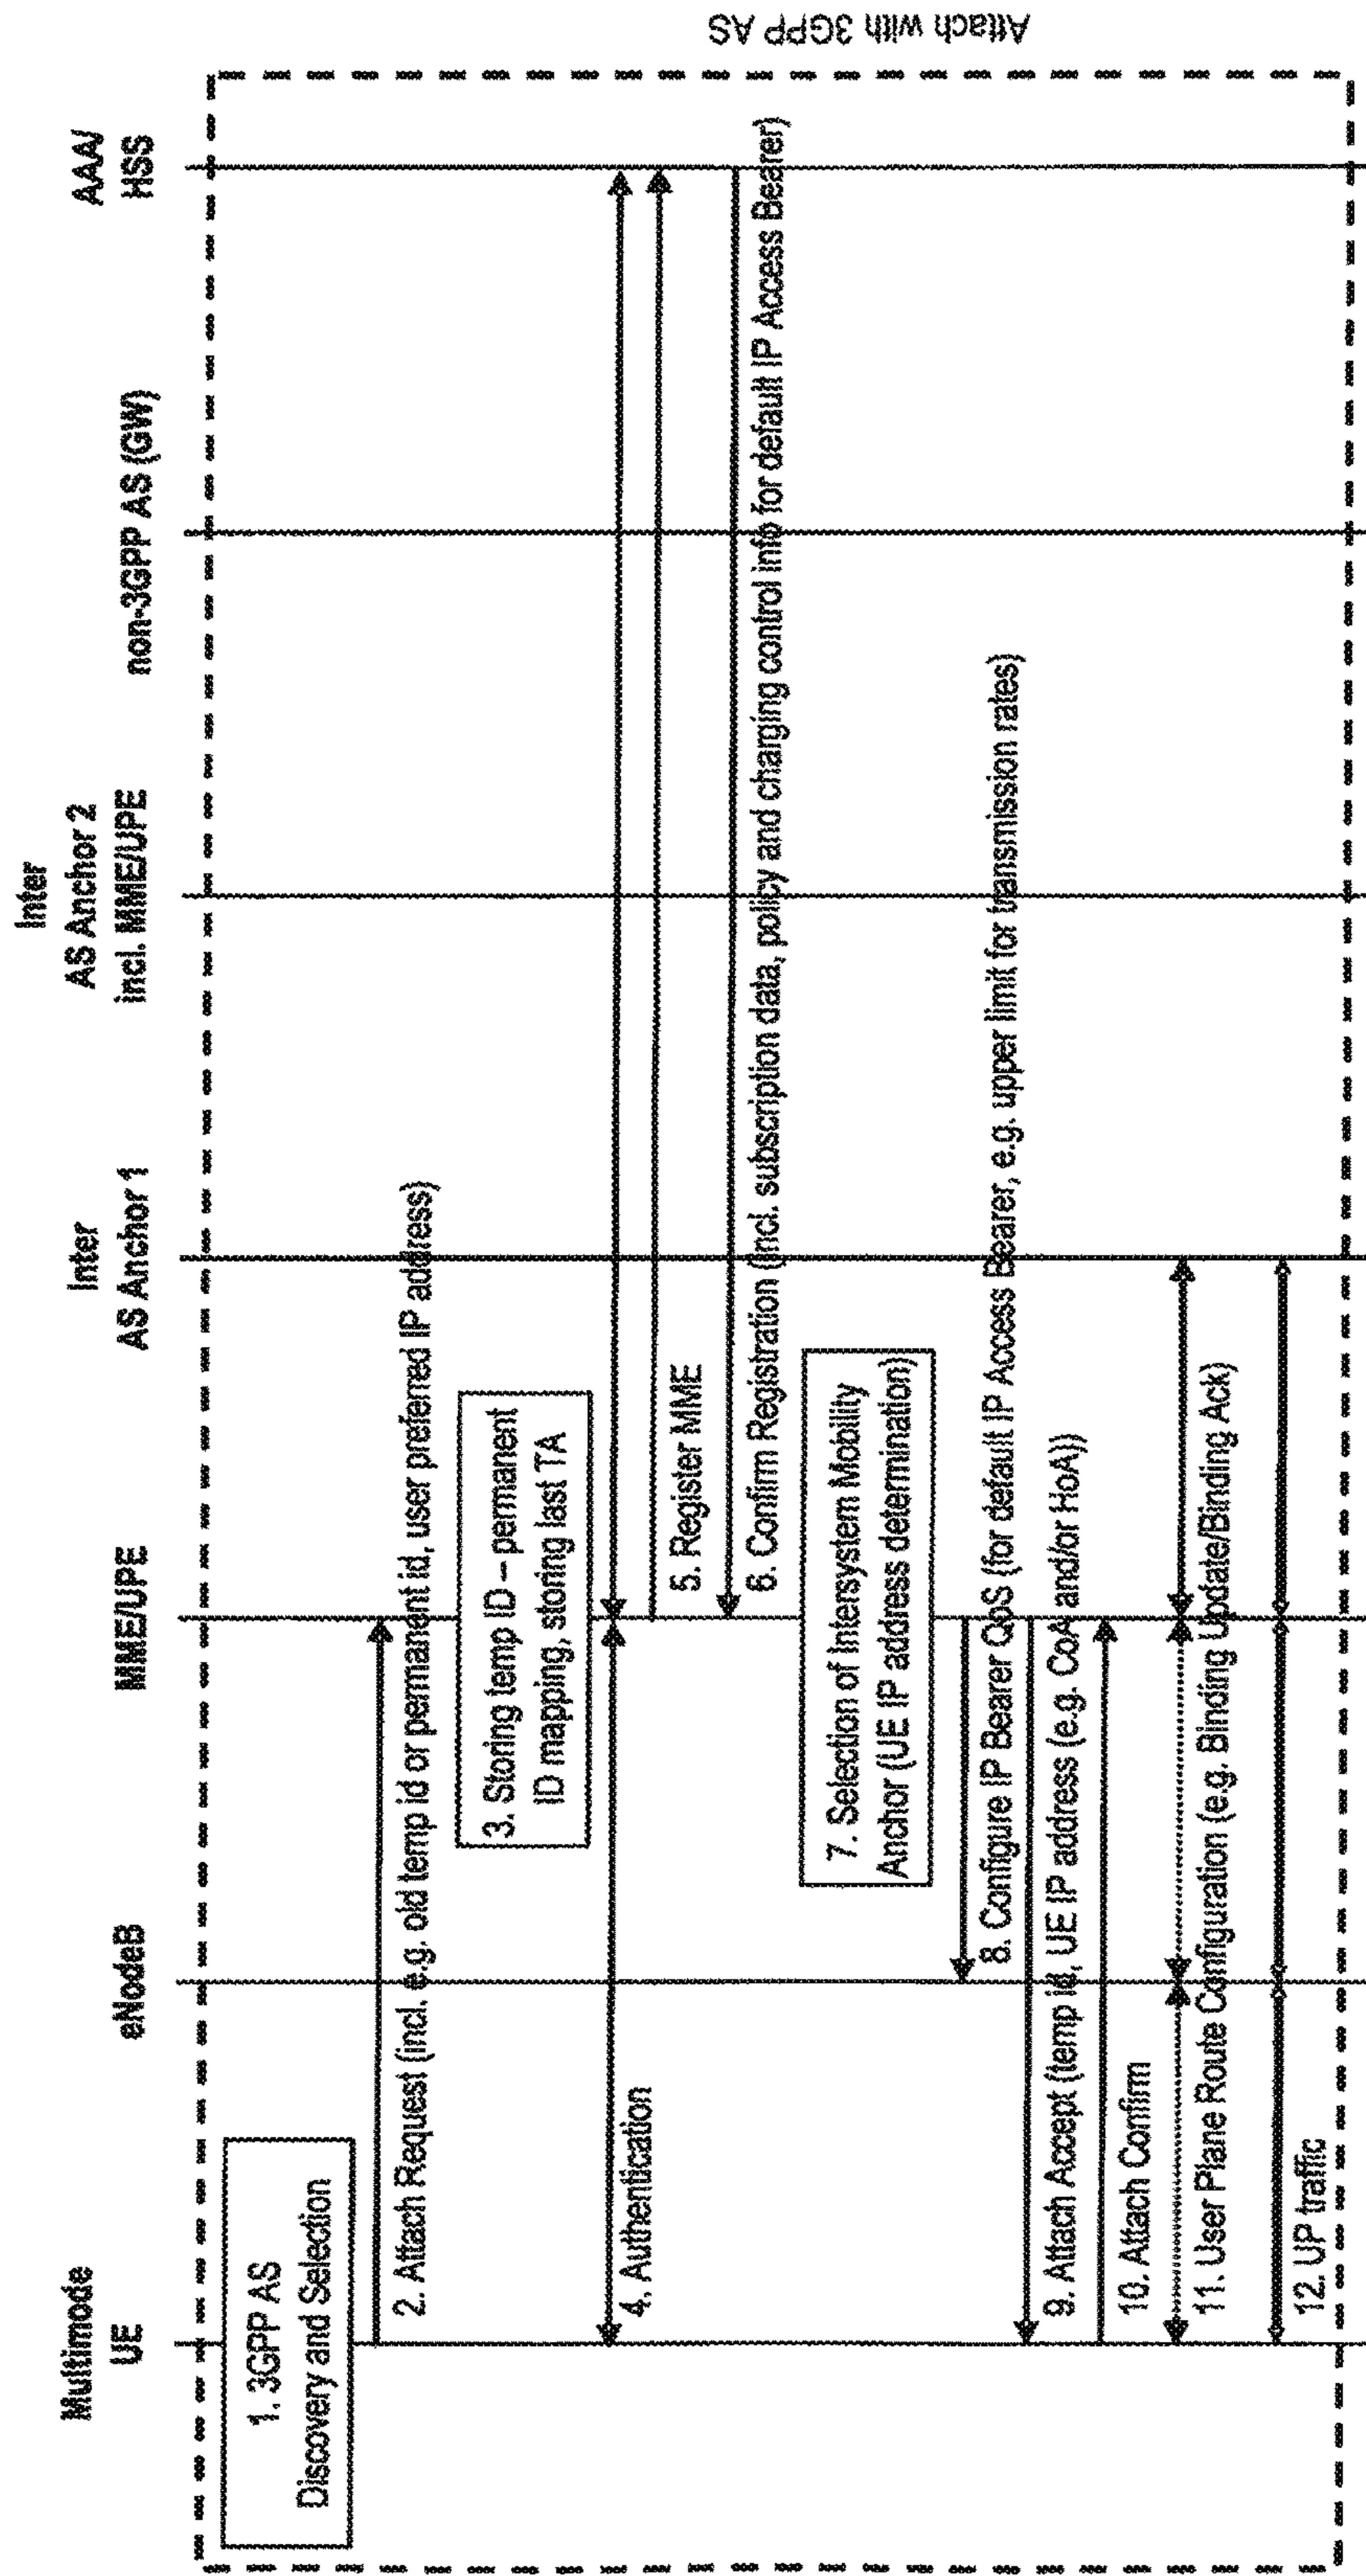 Multimode
UE
eNodeB
MME/UPE
Inter
AS Anchor 1
Inter
AS Anchor 2
incl. MME/UPE
non-3GPP AS (GW)
AAA/
HSS
1. 3GPP AS
Discovery and Selection
2. Attach Request (incl. e.g. old temp id or permanent id, user preferred IP address)
3. Storing temp ID – permanent
ID mapping, storing last TA
4. Authentication
5. Register MME
6. Confirm Registration (incl. subscription data, policy and charging control info for default IP Access Bearer)
7. Selection of Intersystem Mobility
Anchor (UE IP address determination)
8. Configure IP Bearer QoS (for default IP Access Bearer, e.g. upper limit for transmission rates)
9. Attach Accept (temp id, UE IP address (e.g. CoA and/or HoA))
10. Attach Confirm
11. User Plane Route Configuration (e.g. Binding Update/Binding Ack)
12. UP traffic
Attach with 3GPP AS